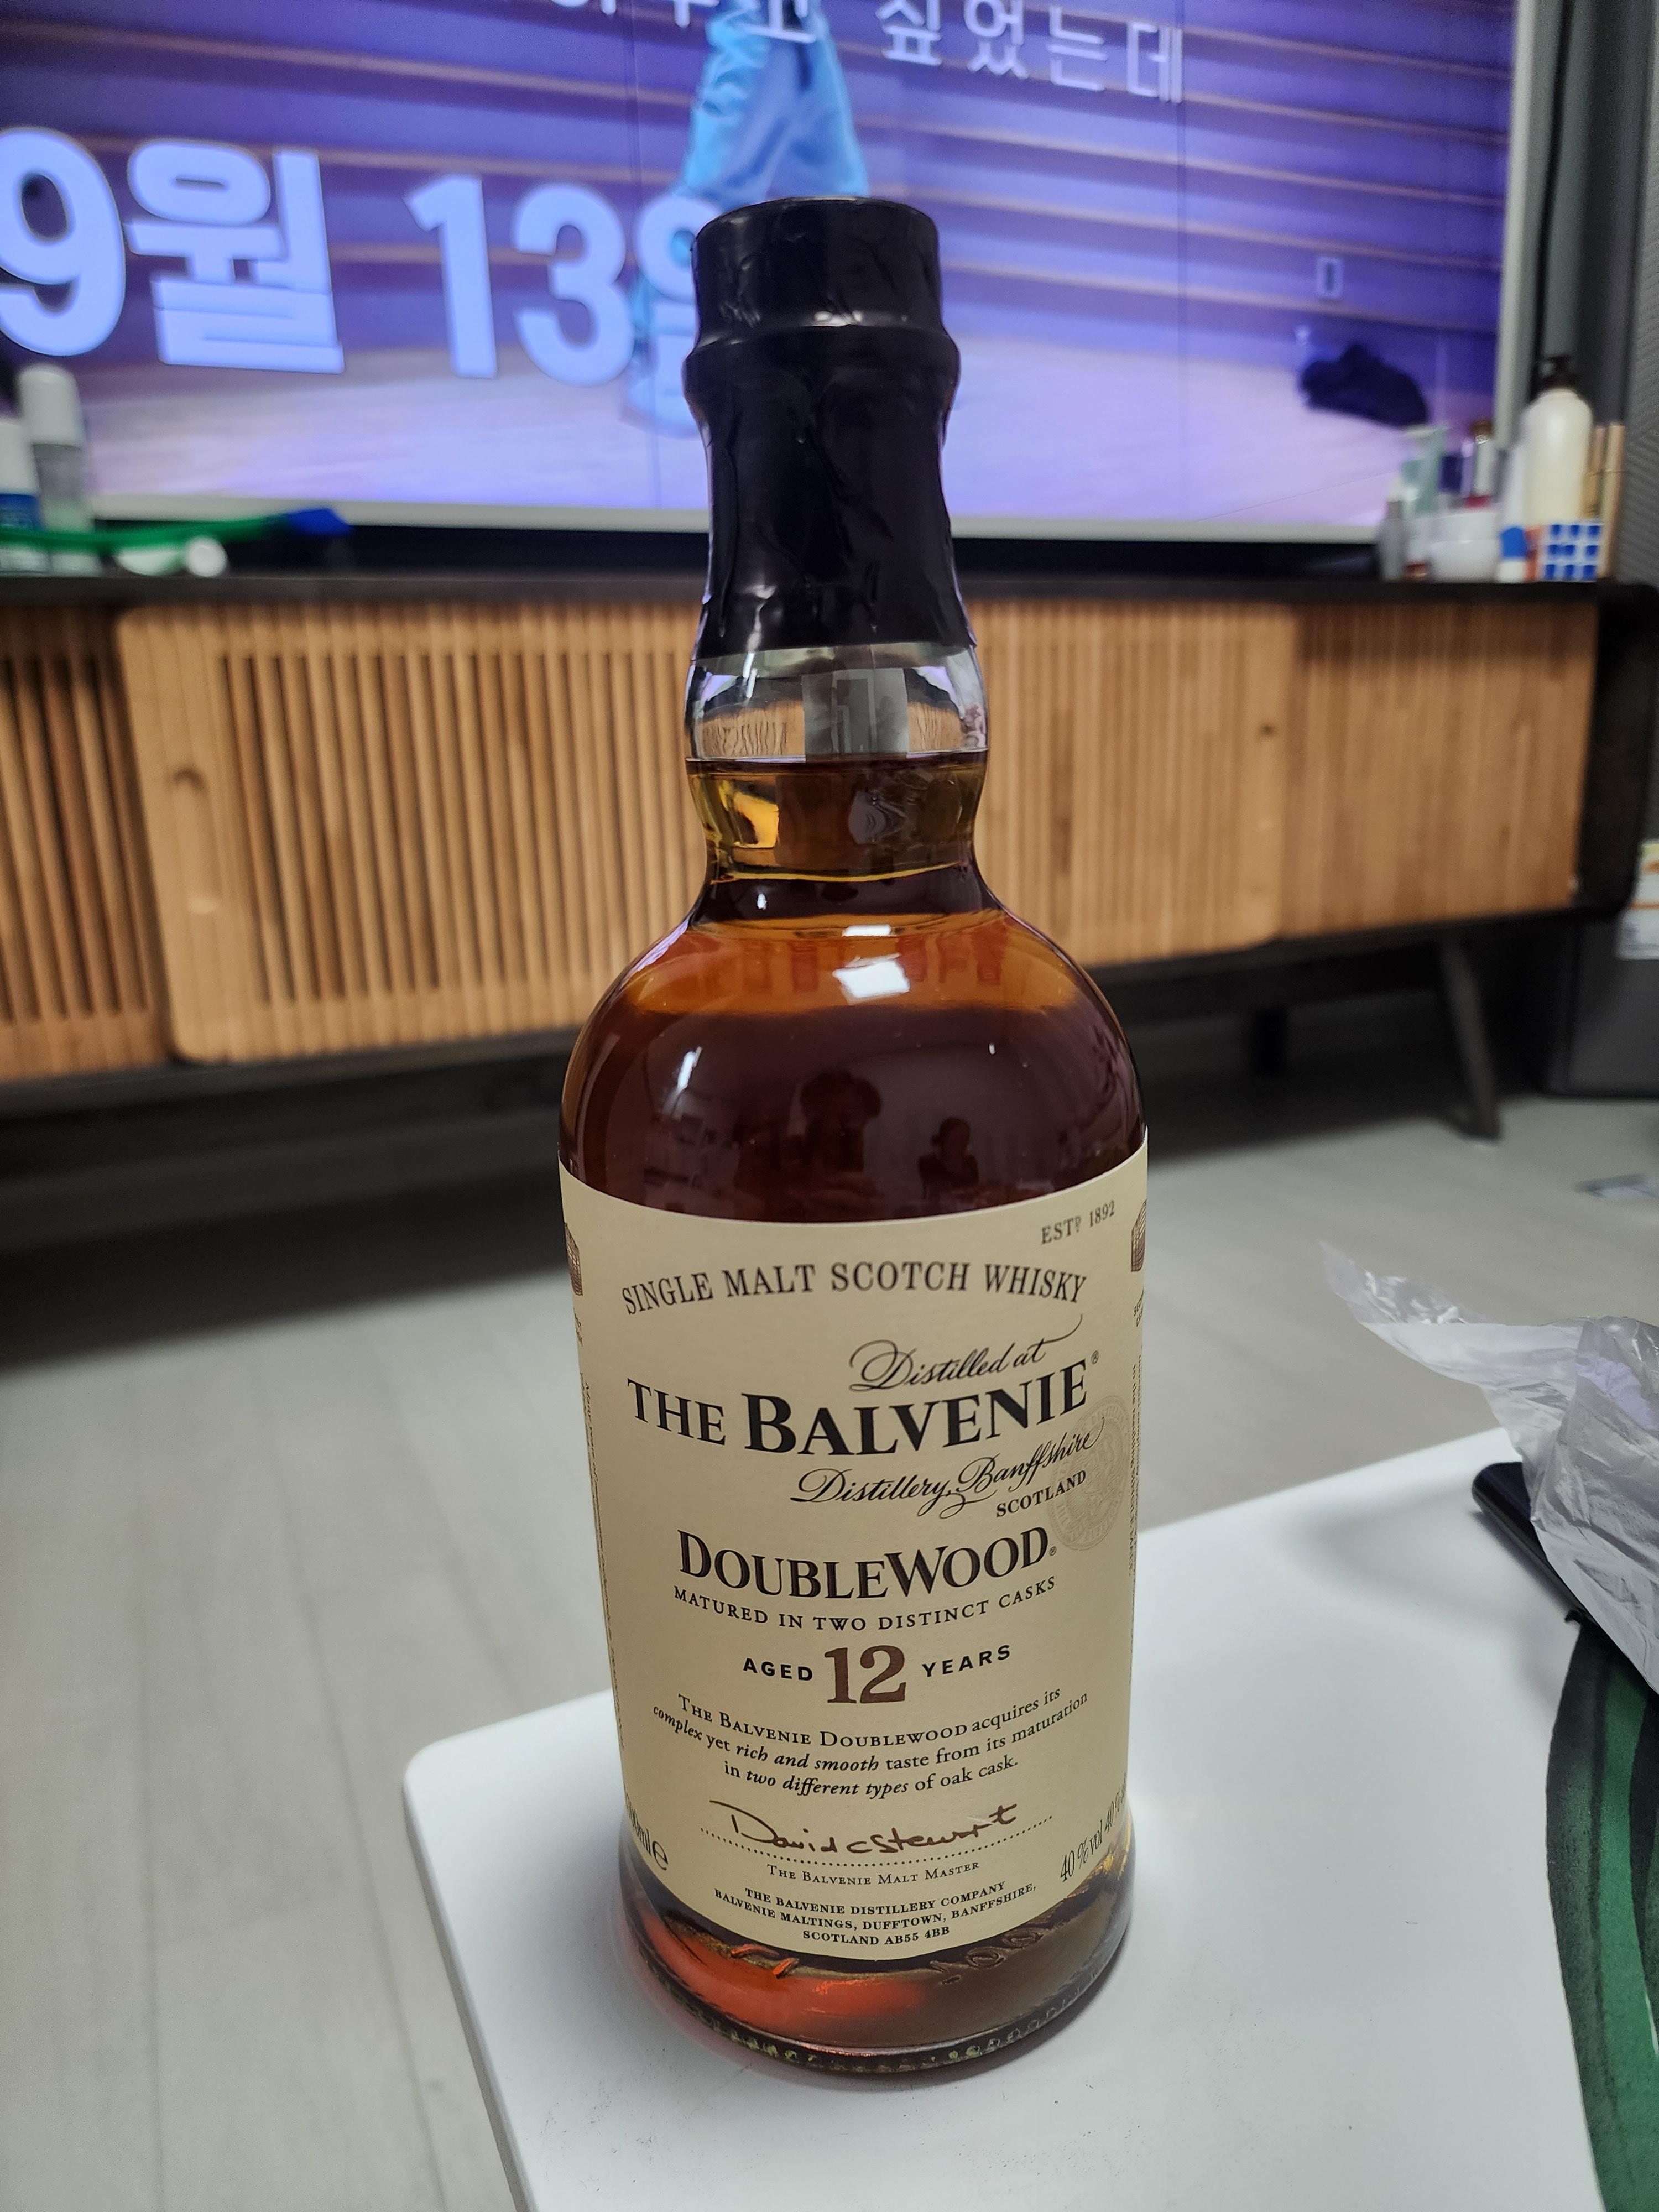 싶었는데
9월 13일
ESTD 1892
SINGLE MALT SCOTCH WHISKY
Distilled at
THE BALVENIE®
Distillery, Banffshire
SCOTLAND
DOUBLEWOOD®
MATURED IN TWO DISTINCT CASKS
AGED 12 YEARS
THE BALVENIE DOUBLEWOOD acquires its
complex yet rich and smooth taste from its maturation
in two different types of oak cask.
David C Stewart
THE BALVENIE MALT MASTER
40%vol
THE BALVENIE DISTILLERY COMPANY
BALVENIE MALTINGS, DUFFTOWN, BANFFSHIRE,
SCOTLAND AB55 4BB